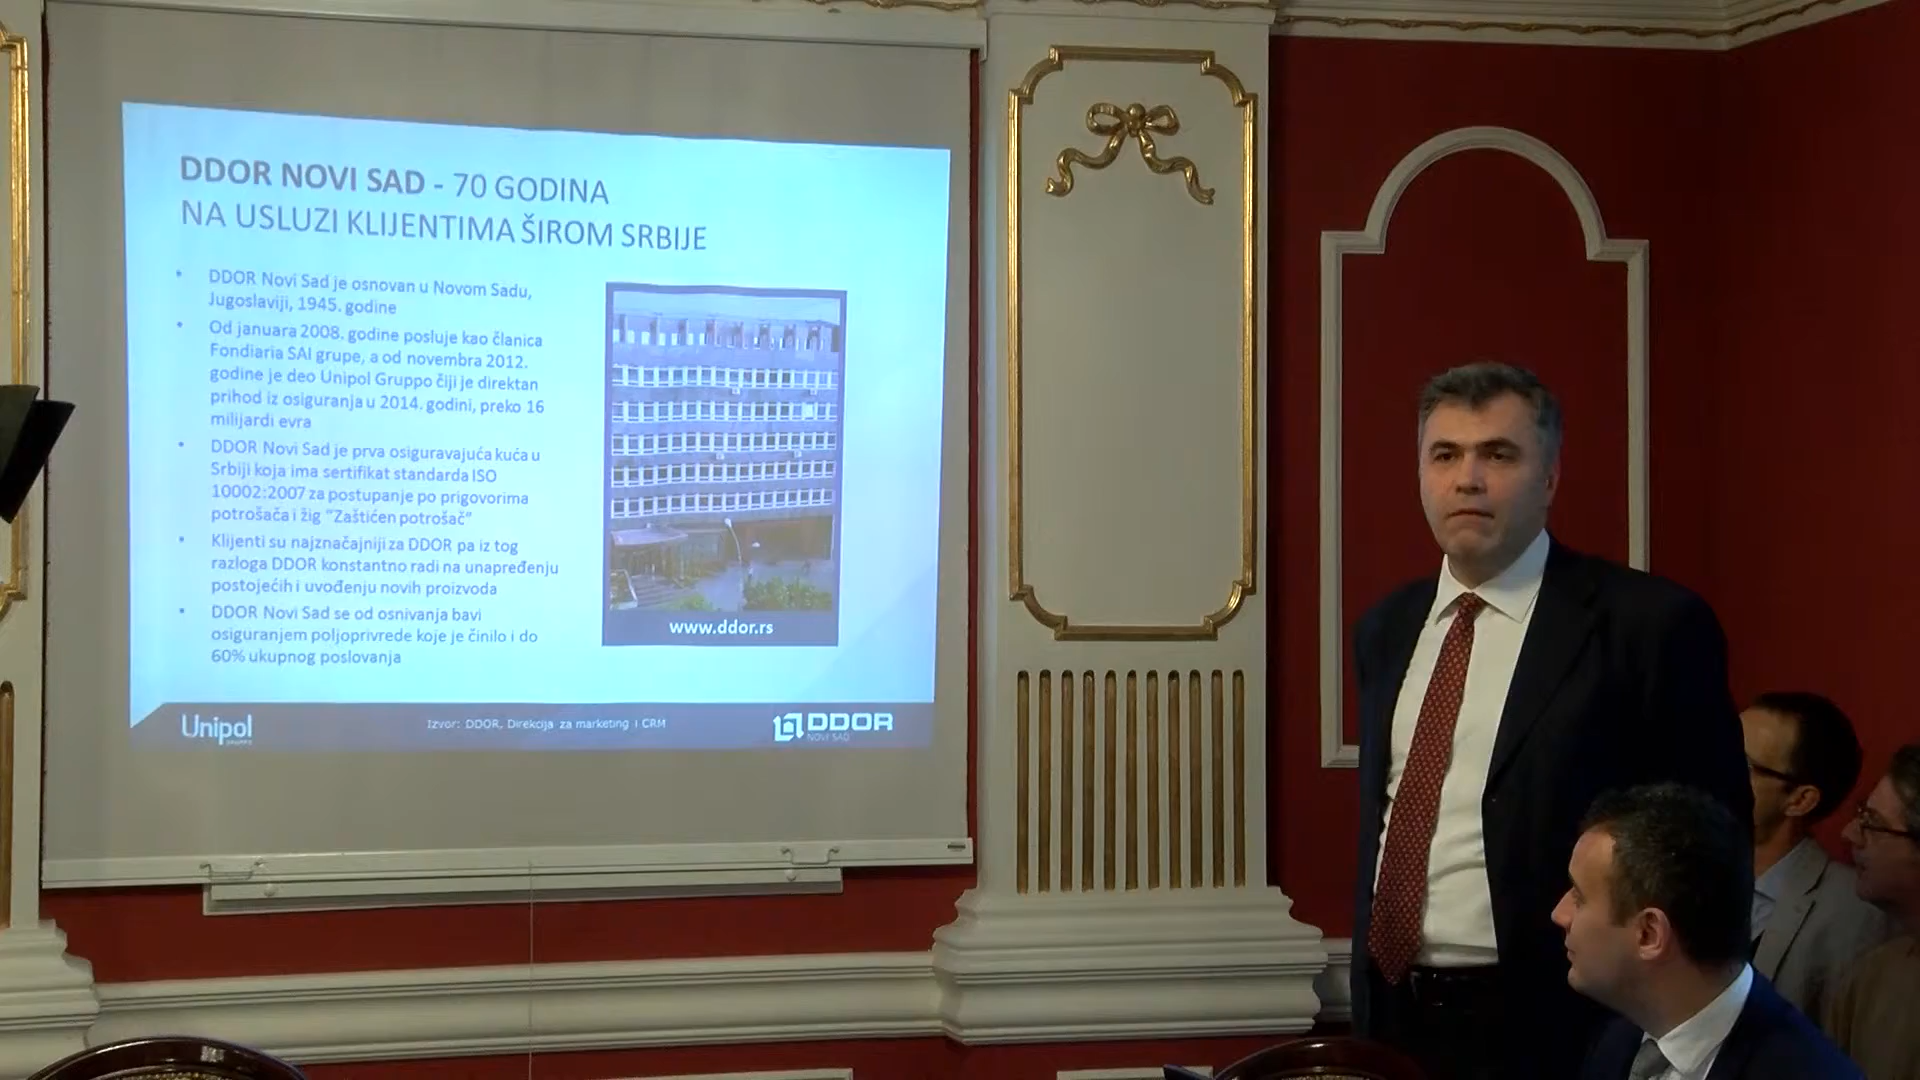 DDOR NOVI SAD - 70 GODINA
NA USLUZI KLIJENTIMA ŠIROM SRBIJE
• DDOR Novi Sad je osnovan u Novom Sadu,
Jugoslaviji, 1945. godine
• Od januara 2008. godine posluje kao članica
Fondiaria SAI grupe, a od novembra 2012.
godine je deo Unipol Gruppo čiji je direktan
prihod iz osiguranja u 2014. godini, preko 16
milijardi evra
• DDOR Novi Sad je prva osiguravajuća kuća u
Srbiji koja ima sertifikat standarda ISO
10002:2007 za postupanje po prigovorima
potrošača i žig "Zaštićen potrošač"
• Klijenti su najznačajniji za DDOR pa iz tog
razloga DDOR konstantno radi na unapređenju
postojećih i uvođenju novih proizvoda
• DDOR Novi Sad se od osnivanja bavi
osiguranjem poljoprivrede koje je činilo i do
60% ukupnog poslovanja
www.ddor.rs
Unipol
GRUPPO
Izvor: DDOR, Direkcija za marketing i CRM
DDOR
NOVI SAD